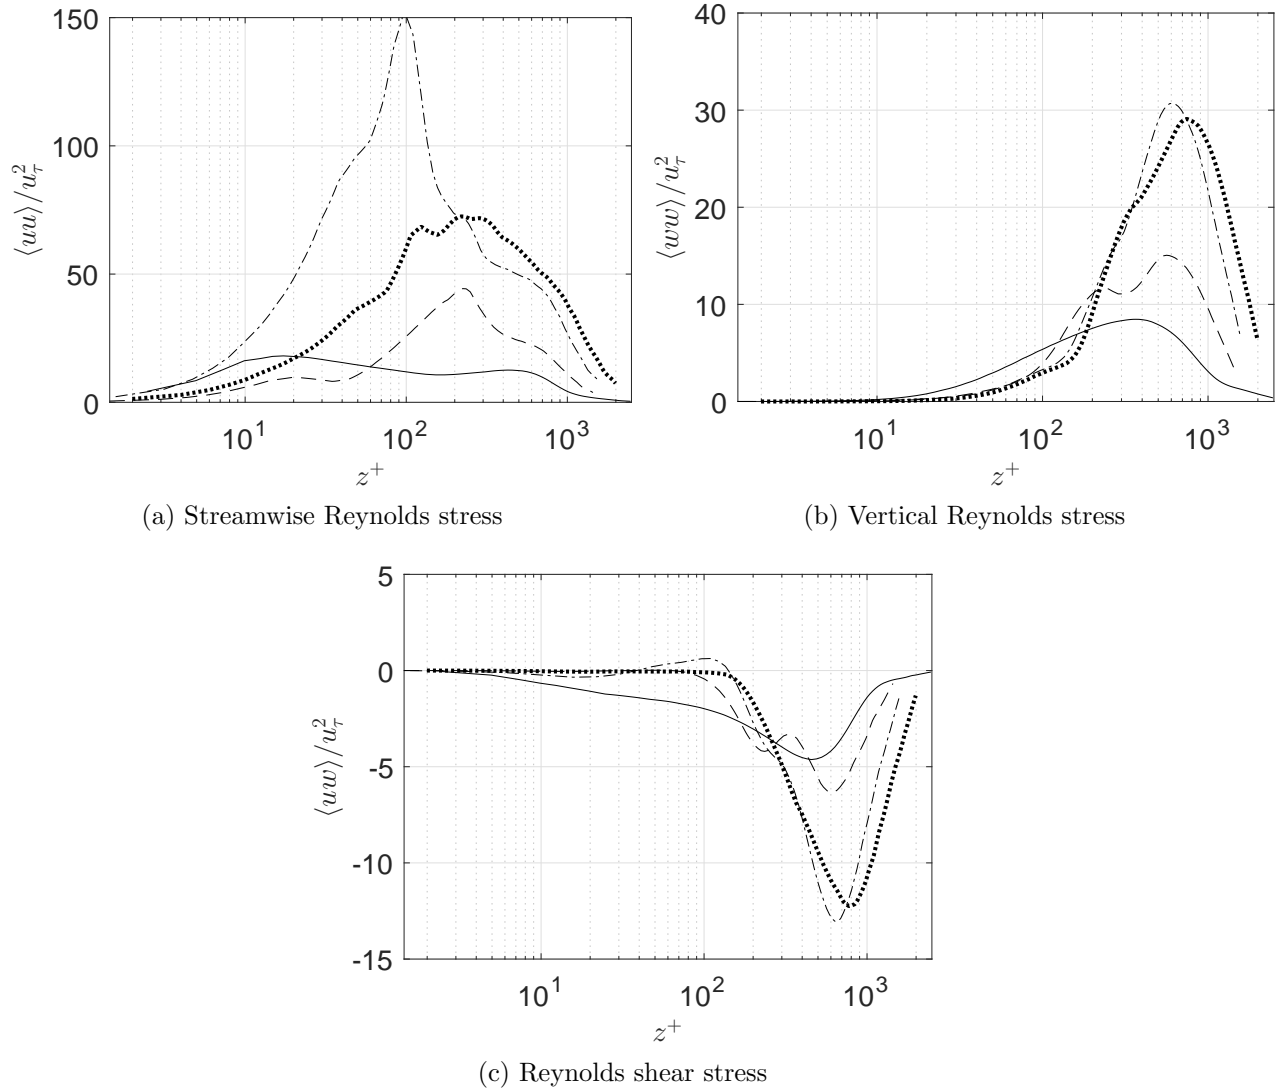 150
100
50
0
⟨uu⟩/u_τ^2
10^1
10^2
10^3
z^+
(a) Streamwise Reynolds stress
40
30
20
10
0
⟨ww⟩/u_τ^2
10^1
10^2
10^3
z^+
(b) Vertical Reynolds stress
5
0
-5
-10
-15
⟨uw⟩/u_τ^2
10^1
10^2
10^3
z^+
(c) Reynolds shear stress